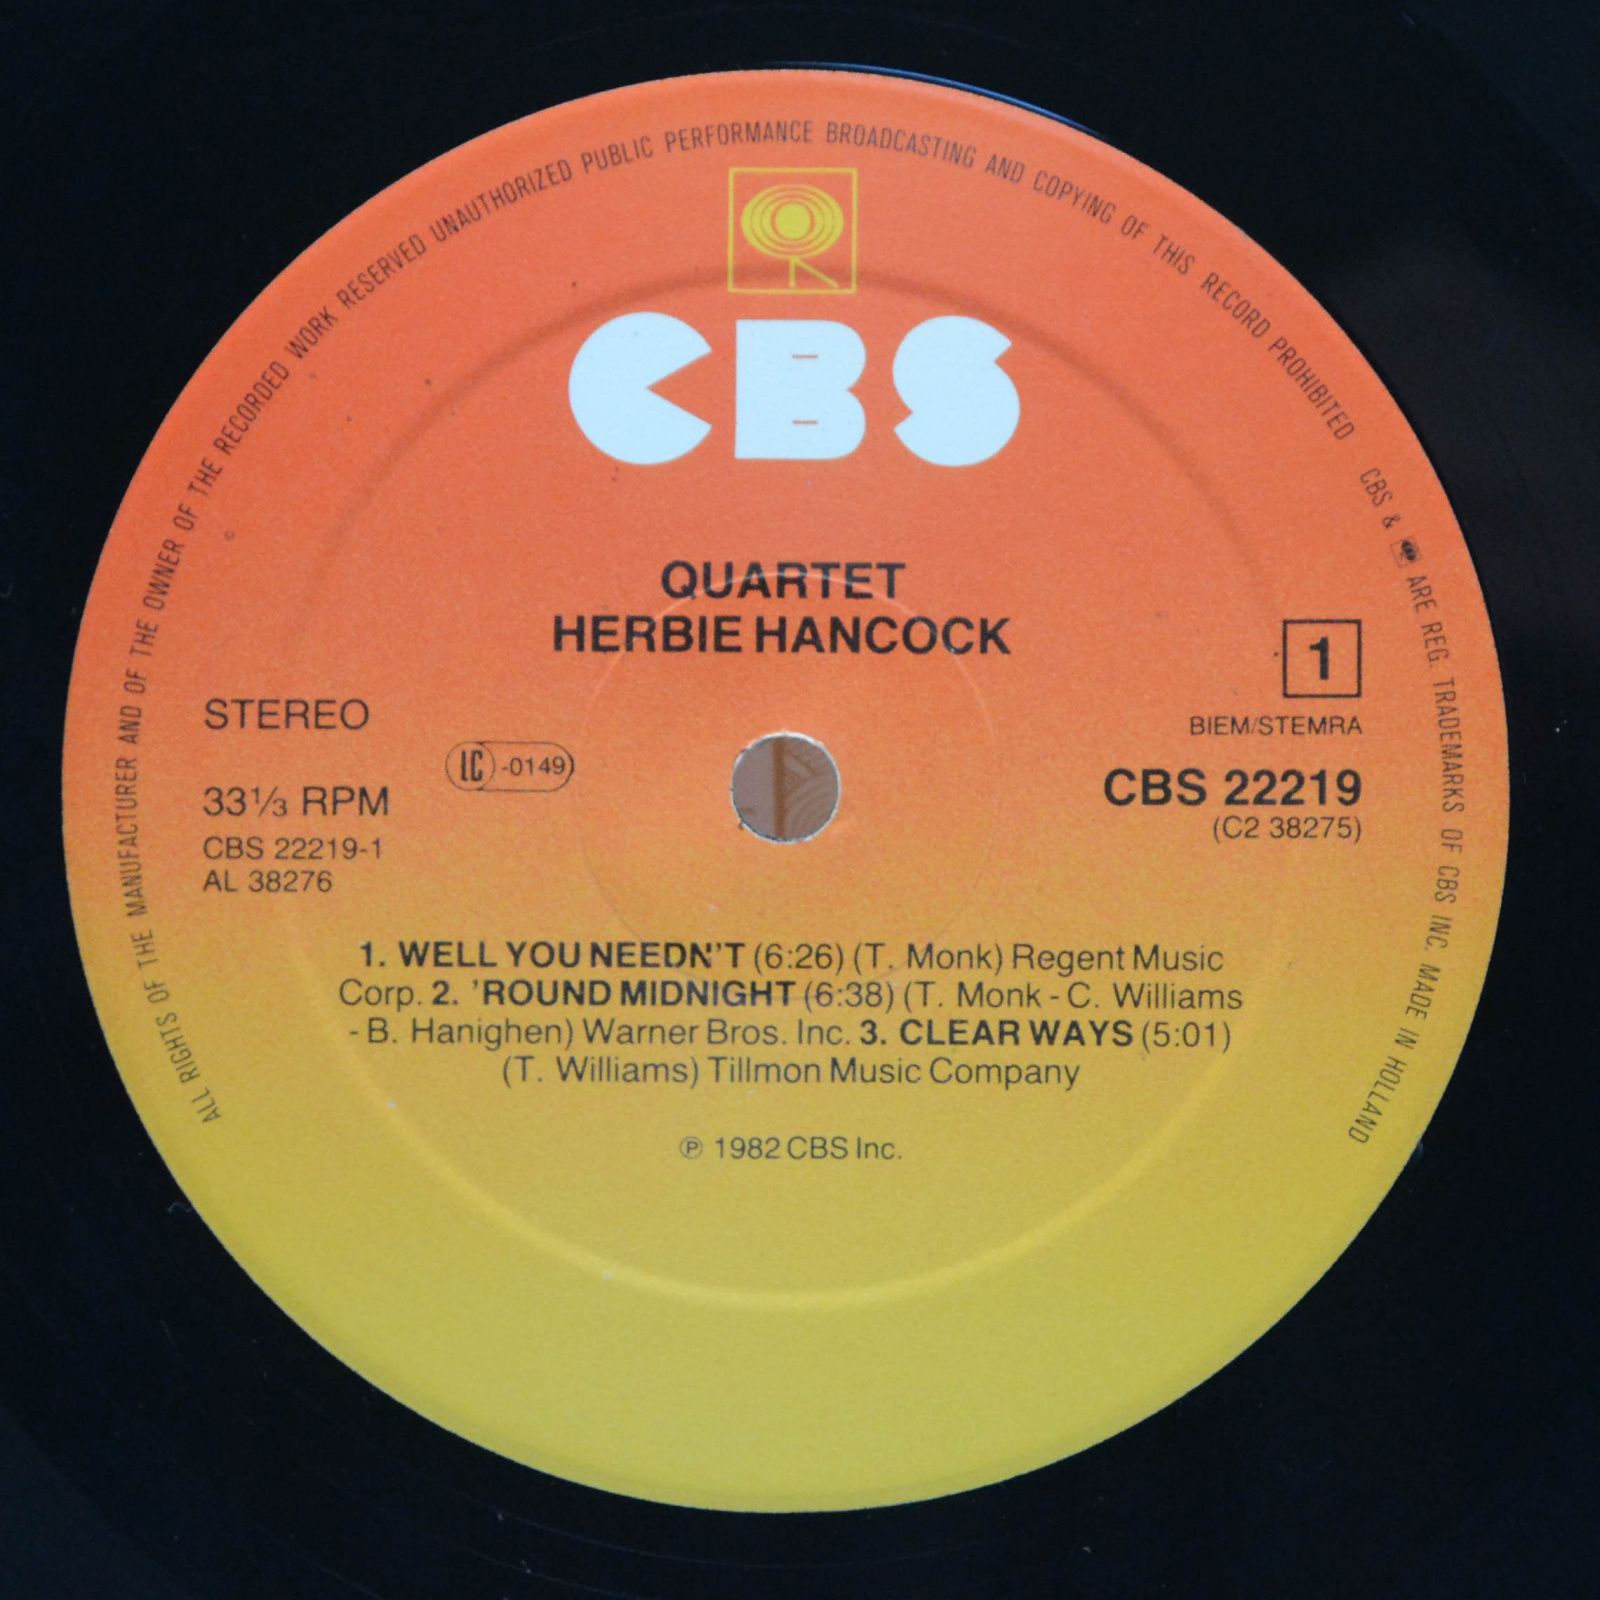 ALL RIGHTS OF THE MANUFACTURER AND OF THE OWNER OF THE RECORDED WORK RESERVED UNAUTHORIZED PUBLIC PERFORMANCE BROADCASTING AND COPYING OF THIS RECORD PROHIBITED CBS & ARE REG. TRADEMARKS OF CBS INC. MADE IN HOLLAND
CBS
QUARTET
HERBIE HANCOCK
1
STEREO
BIEM/STEMRA
LC -0149
33⅓ RPM
CBS 22219
(C2 38275)
CBS 22219-1
AL 38276
1. WELL YOU NEEDN'T (6:26) (T. Monk) Regent Music
Corp. 2. 'ROUND MIDNIGHT (6:38) (T. Monk - C. Williams
- B. Hanighen) Warner Bros. Inc. 3. CLEAR WAYS (5:01)
(T. Williams) Tillmon Music Company
℗ 1982 CBS Inc.